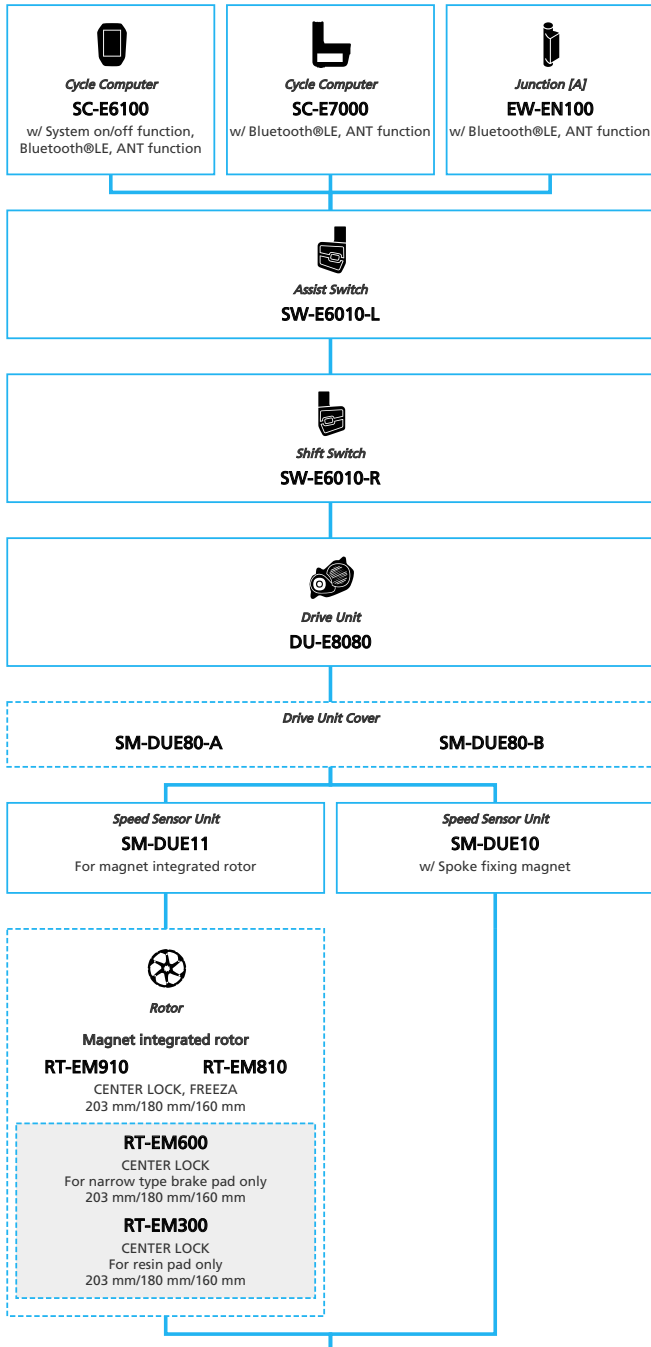 Cycle Computer
SC-E6100
w/ System on/off function,
Bluetooth®LE, ANT function
Cycle Computer
SC-E7000
w/ Bluetooth®LE, ANT function
Junction [A]
EW-EN100
w/ Bluetooth®LE, ANT function
Assist Switch
SW-E6010-L
Shift Switch
SW-E6010-R
Drive Unit
DU-E8080
Drive Unit Cover
SM-DUE80-A
SM-DUE80-B
Speed Sensor Unit
SM-DUE11
For magnet integrated rotor
Speed Sensor Unit
SM-DUE10
w/ Spoke fixing magnet
Rotor
Magnet integrated rotor
RT-EM910 RT-EM810
CENTER LOCK, FREEZA
203 mm/180 mm/160 mm
RT-EM600
CENTER LOCK
For narrow type brake pad only
203 mm/180 mm/160 mm
RT-EM300
CENTER LOCK
For resin pad only
203 mm/180 mm/160 mm